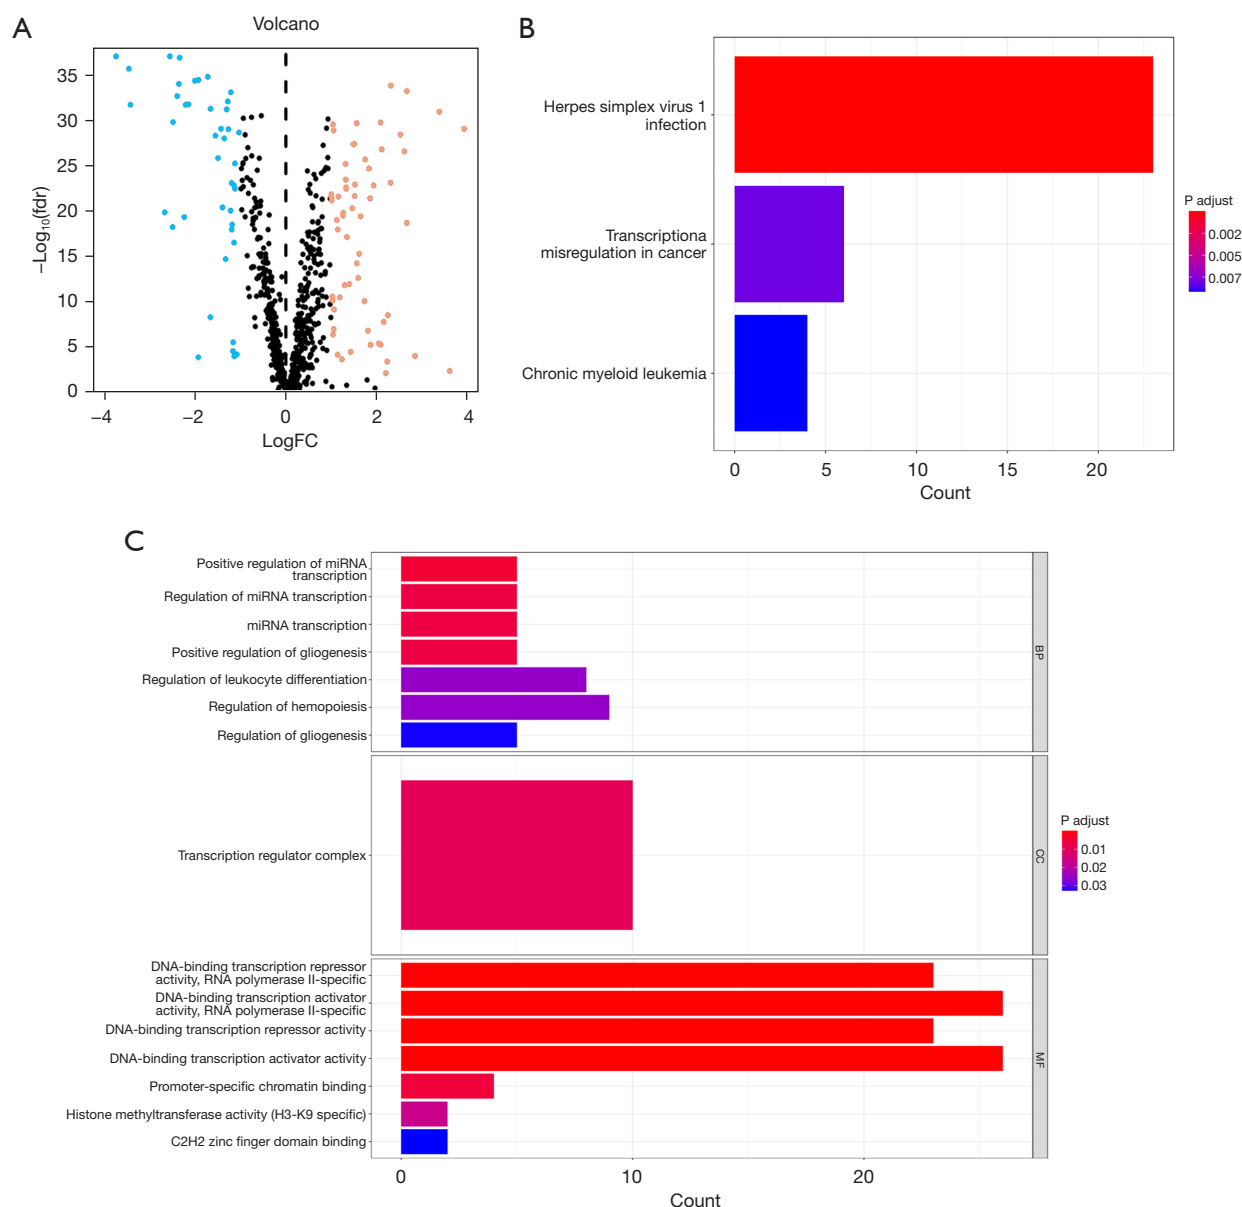 A
Volcano
−Log10(fdr)
35
30
25
20
15
10
5
0
−4
−2
0
2
4
LogFC
B
Herpes simplex virus 1
infection
Transcriptiona
misregulation in cancer
Chronic myeloid leukemia
0
5
10
15
20
Count
P adjust
0.002
0.005
0.007
C
Positive regulation of miRNA
transcription
Regulation of miRNA transcription
miRNA transcription
Positive regulation of gliogenesis
Regulation of leukocyte differentiation
Regulation of hemopoiesis
Regulation of gliogenesis
BP
Transcription regulator complex
CC
DNA-binding transcription repressor
activity, RNA polymerase II-specific
DNA-binding transcription activator
activity, RNA polymerase II-specific
DNA-binding transcription repressor activity
DNA-binding transcription activator activity
Promoter-specific chromatin binding
Histone methyltransferase activity (H3-K9 specific)
C2H2 zinc finger domain binding
MF
0
10
20
Count
P adjust
0.01
0.02
0.03